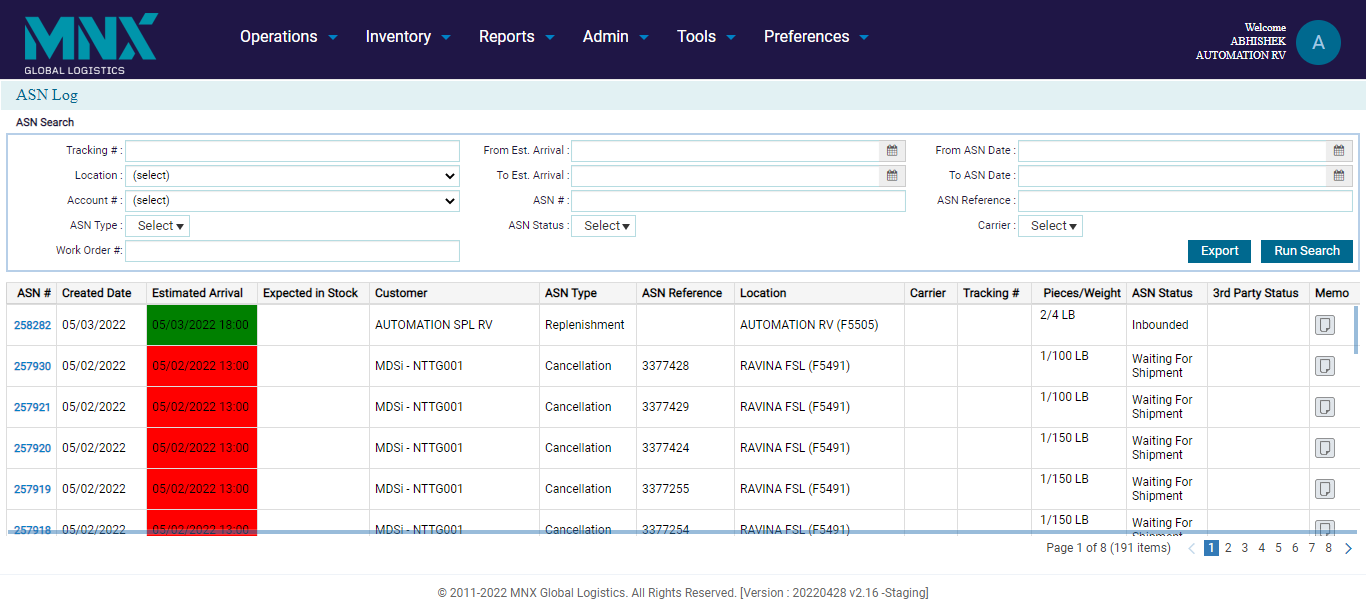 MNX
GLOBAL LOGISTICS
Operations Inventory Reports Admin Tools Preferences
Welcome
ABHISHEK
AUTOMATION RV
A
ASN Log
ASN Search
Tracking # : From Est. Arrival : From ASN Date :
Location : (select) To Est. Arrival : To ASN Date :
Account # : (select) ASN # : ASN Reference :
ASN Type : Select ASN Status : Select Carrier : Select
Work Order #:
Export Run Search
ASN # Created Date Estimated Arrival Expected in Stock Customer ASN Type ASN Reference Location Carrier Tracking # Pieces/Weight ASN Status 3rd Party Status Memo
258282 05/03/2022 05/03/2022 18:00 AUTOMATION SPL RV Replenishment AUTOMATION RV (F5505) 2/4 LB Inbounded
257930 05/02/2022 05/02/2022 13:00 MDSi - NTTG001 Cancellation 3377428 RAVINA FSL (F5491) 1/100 LB Waiting For
Shipment
257921 05/02/2022 05/02/2022 13:00 MDSi - NTTG001 Cancellation 3377429 RAVINA FSL (F5491) 1/100 LB Waiting For
Shipment
257920 05/02/2022 05/02/2022 13:00 MDSi - NTTG001 Cancellation 3377424 RAVINA FSL (F5491) 1/150 LB Waiting For
Shipment
257919 05/02/2022 05/02/2022 13:00 MDSi - NTTG001 Cancellation 3377255 RAVINA FSL (F5491) 1/150 LB Waiting For
Shipment
257918 05/02/2022 05/02/2022 13:00 MDSi - NTTG001 Cancellation 3377254 RAVINA FSL (F5491) 1/150 LB Waiting For
Shipment
Page 1 of 8 (191 items) 1 2 3 4 5 6 7 8
© 2011-2022 MNX Global Logistics. All Rights Reserved. [Version : 20220428 v2.16 -Staging]